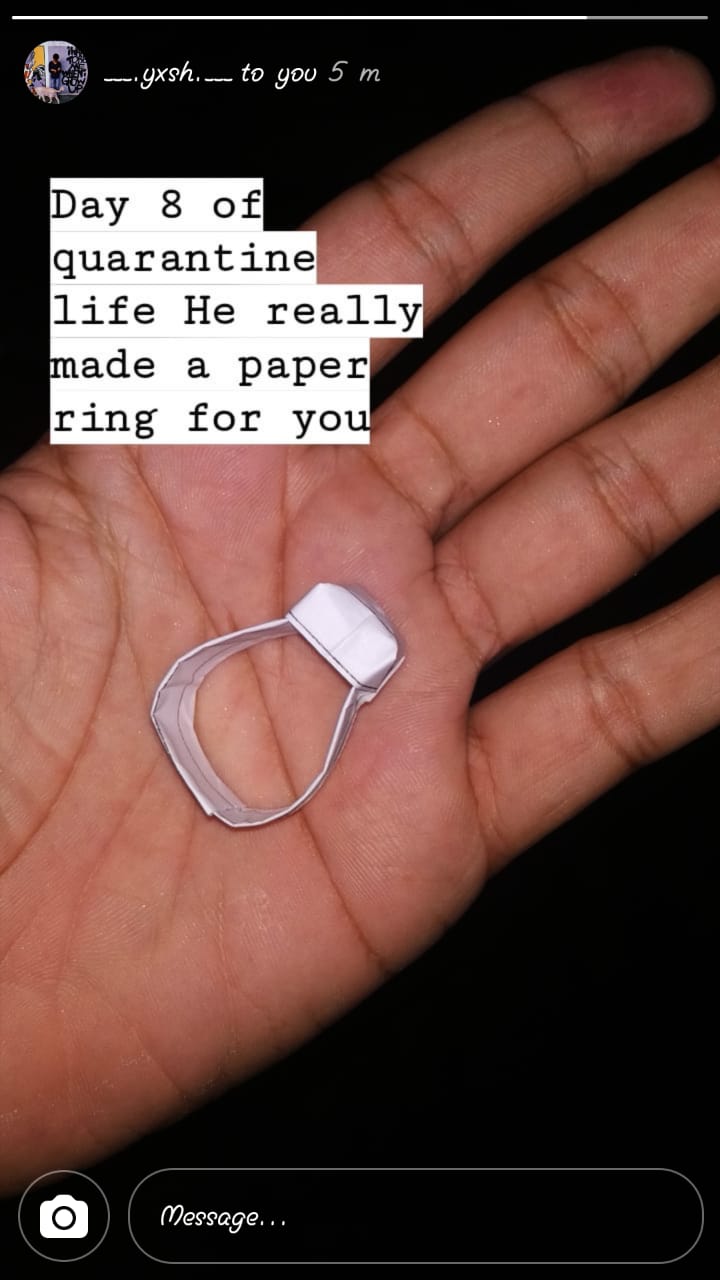 __.yxsh.__ to you 5 m
Day 8 of
quarantine
life He really
made a paper
ring for you
Message...